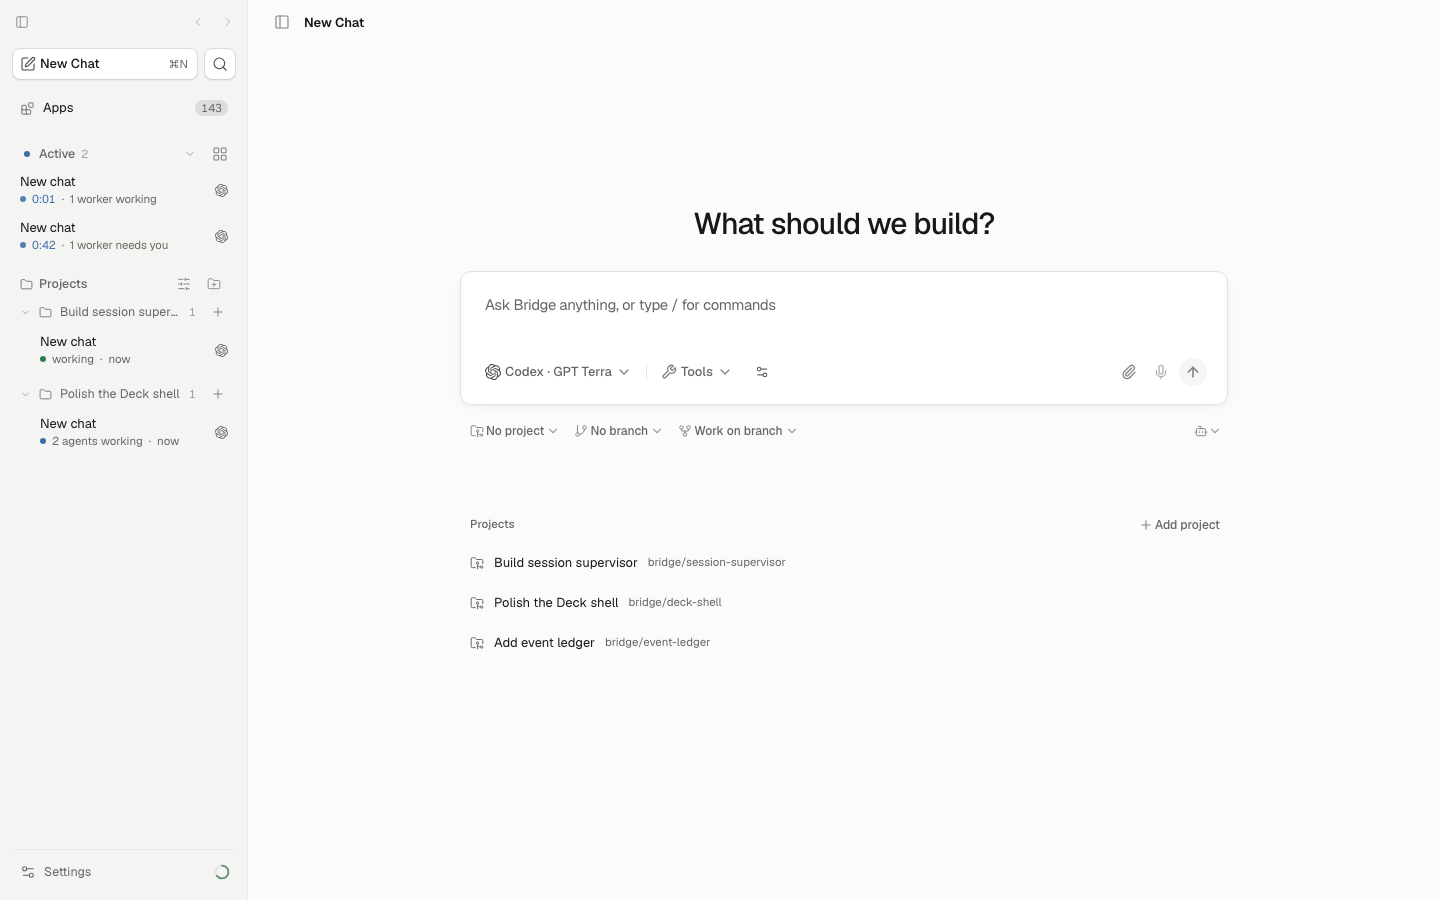 New Chat
New Chat ⌘N
Apps 143
Active 2
New chat
0:01 · 1 worker working
New chat
0:42 · 1 worker needs you
Projects
Build session super... 1
New chat
working · now
Polish the Deck shell 1
New chat
2 agents working · now
Settings
What should we build?
Ask Bridge anything, or type / for commands
Codex · GPT Terra Tools
No project No branch Work on branch
Projects Add project
Build session supervisor bridge/session-supervisor
Polish the Deck shell bridge/deck-shell
Add event ledger bridge/event-ledger